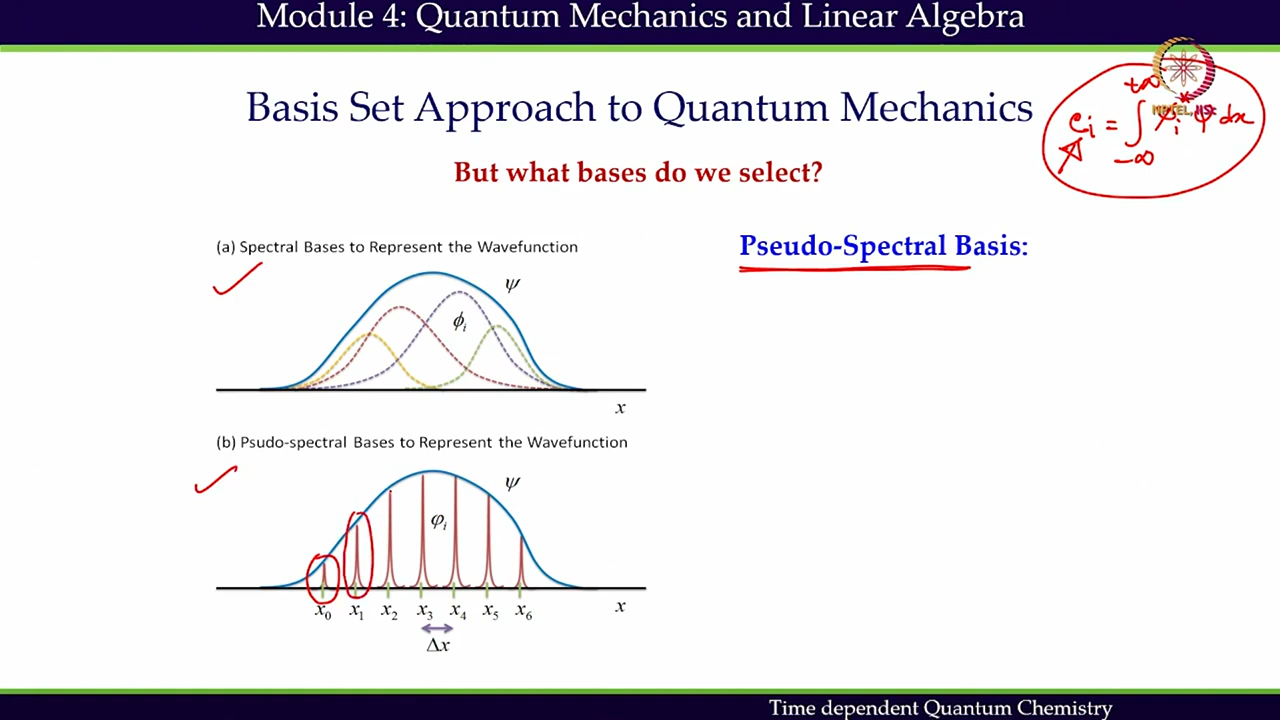 Module 4: Quantum Mechanics and Linear Algebra
Basis Set Approach to Quantum Mechanics
But what bases do we select?
+∞
= ∫ ψ dx
-∞
(a) Spectral Bases to Represent the Wavefunction
Pseudo-Spectral Basis:
ψ
ϕᵢ
x
(b) Psudo-spectral Bases to Represent the Wavefunction
ψ
φᵢ
x₀ x₁ x₂ x₃ x₄ x₅ x₆ x
Δx
Time dependent Quantum Chemistry